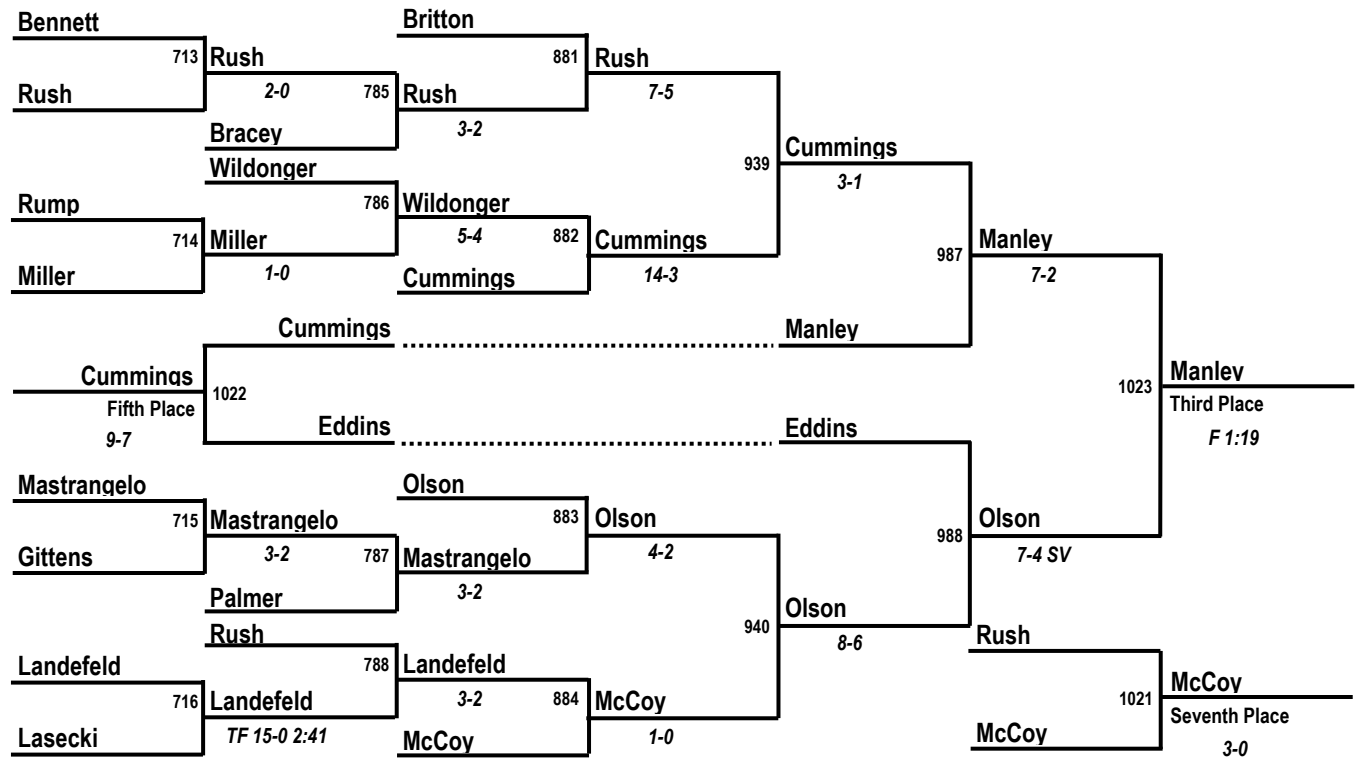 Bennett
Britton
713
Rush
881
Rush
Rush
2-0
785
Rush
7-5
Bracey
3-2
939
Cummings
Wildonger
3-1
Rump
786
Wildonger
714
Miller
5-4
882
Cummings
987
Manley
Miller
1-0
Cummings
14-3
7-2
Cummings
Manley
Cummings
1022
1023
Manley
Fifth Place
Third Place
9-7
Eddins
Eddins
F 1:19
Mastrangelo
Olson
715
Mastrangelo
883
Olson
988
Olson
Gittens
3-2
787
Mastrangelo
4-2
7-4 SV
Palmer
3-2
940
Olson
Rush
8-6
Rush
Landefeld
788
Landefeld
716
Landefeld
3-2
884
McCoy
1021
McCoy
Lasecki
TF 15-0 2:41
McCoy
1-0
McCoy
Seventh Place
3-0